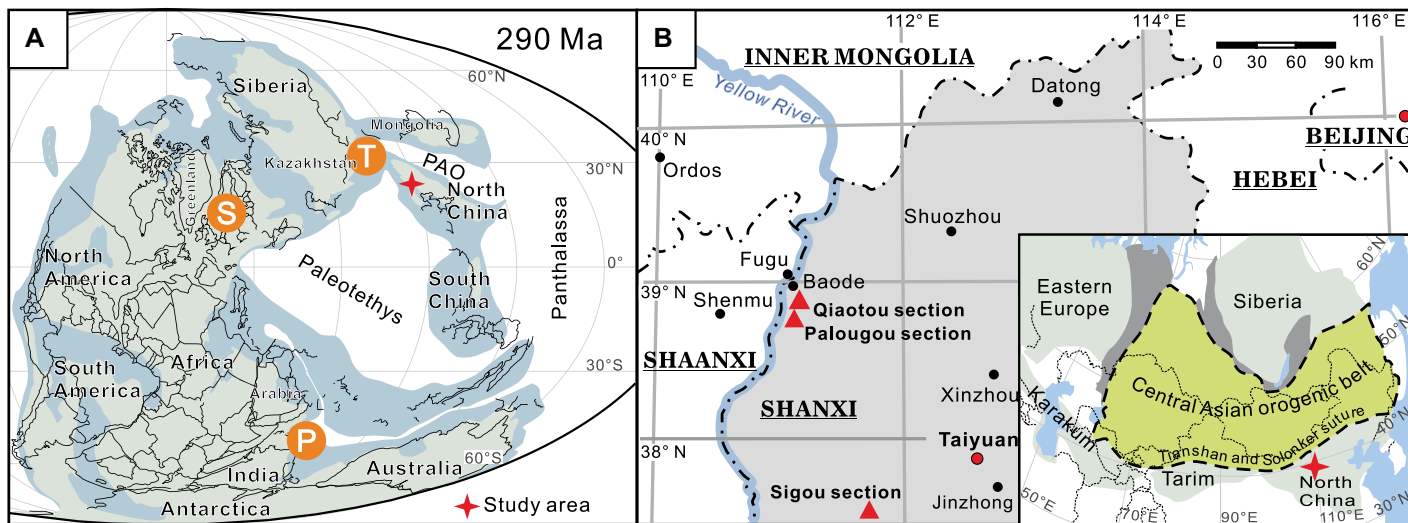 A
290 Ma
60°N
Siberia
Mongolia
Kazakhstan
T
PAO
30°N
North
China
Greenland
S
North
America
Paleotethys
0°
South
China
Panthalassa
South
America
Africa
Arabia
30°S
P
India
Australia
60°S
Antarctica
Study area
B
112°E
114°E
116°E
INNER MONGOLIA
0 30 60 90 km
110°E
Yellow River
Datong
40°N
BEIJING
Ordos
HEBEI
Shuozhou
Fugu
Baode
39°N
Shenmu
Qiaotou section
Palougou section
SHAANXI
Xinzhou
SHANXI
38°N
Taiyuan
Sigou section
Jinzhong
Eastern
Europe
Siberia
60°N
50°N
Central Asian orogenic belt
Karakum
Tianshan and Solonker suture
40°N
Tarim
North
China
50°E
70°E
90°E
110°E
30°N